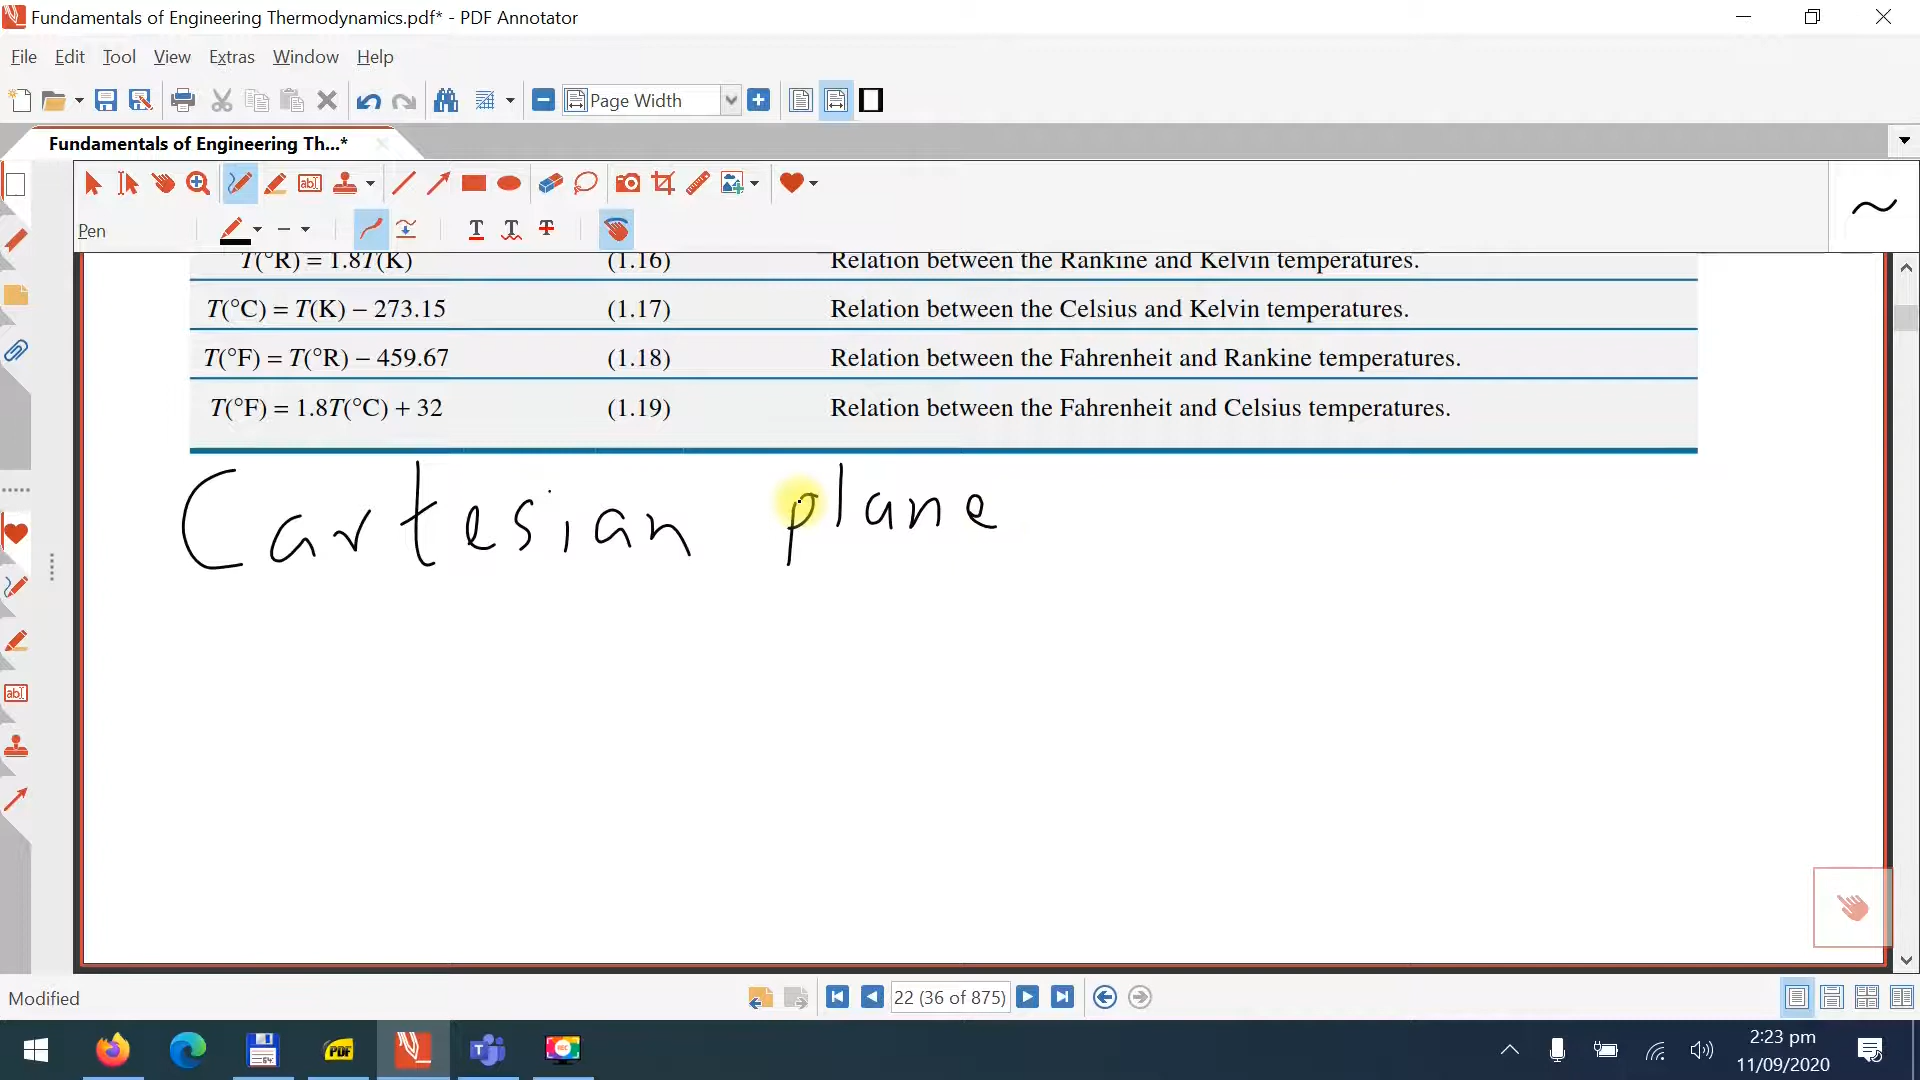 Fundamentals of Engineering Thermodynamics.pdf* - PDF Annotator
File Edit Tool View Extras Window Help
Page Width
Fundamentals of Engineering Th...*
Pen
T(°R) = 1.8T(K) (1.16) Relation between the Rankine and Kelvin temperatures.
T(°C) = T(K) − 273.15 (1.17) Relation between the Celsius and Kelvin temperatures.
T(°F) = T(°R) − 459.67 (1.18) Relation between the Fahrenheit and Rankine temperatures.
T(°F) = 1.8T(°C) + 32 (1.19) Relation between the Fahrenheit and Celsius temperatures.
Cartesian plane
Modified 22 (36 of 875)
PDF
2:23 pm
11/09/2020